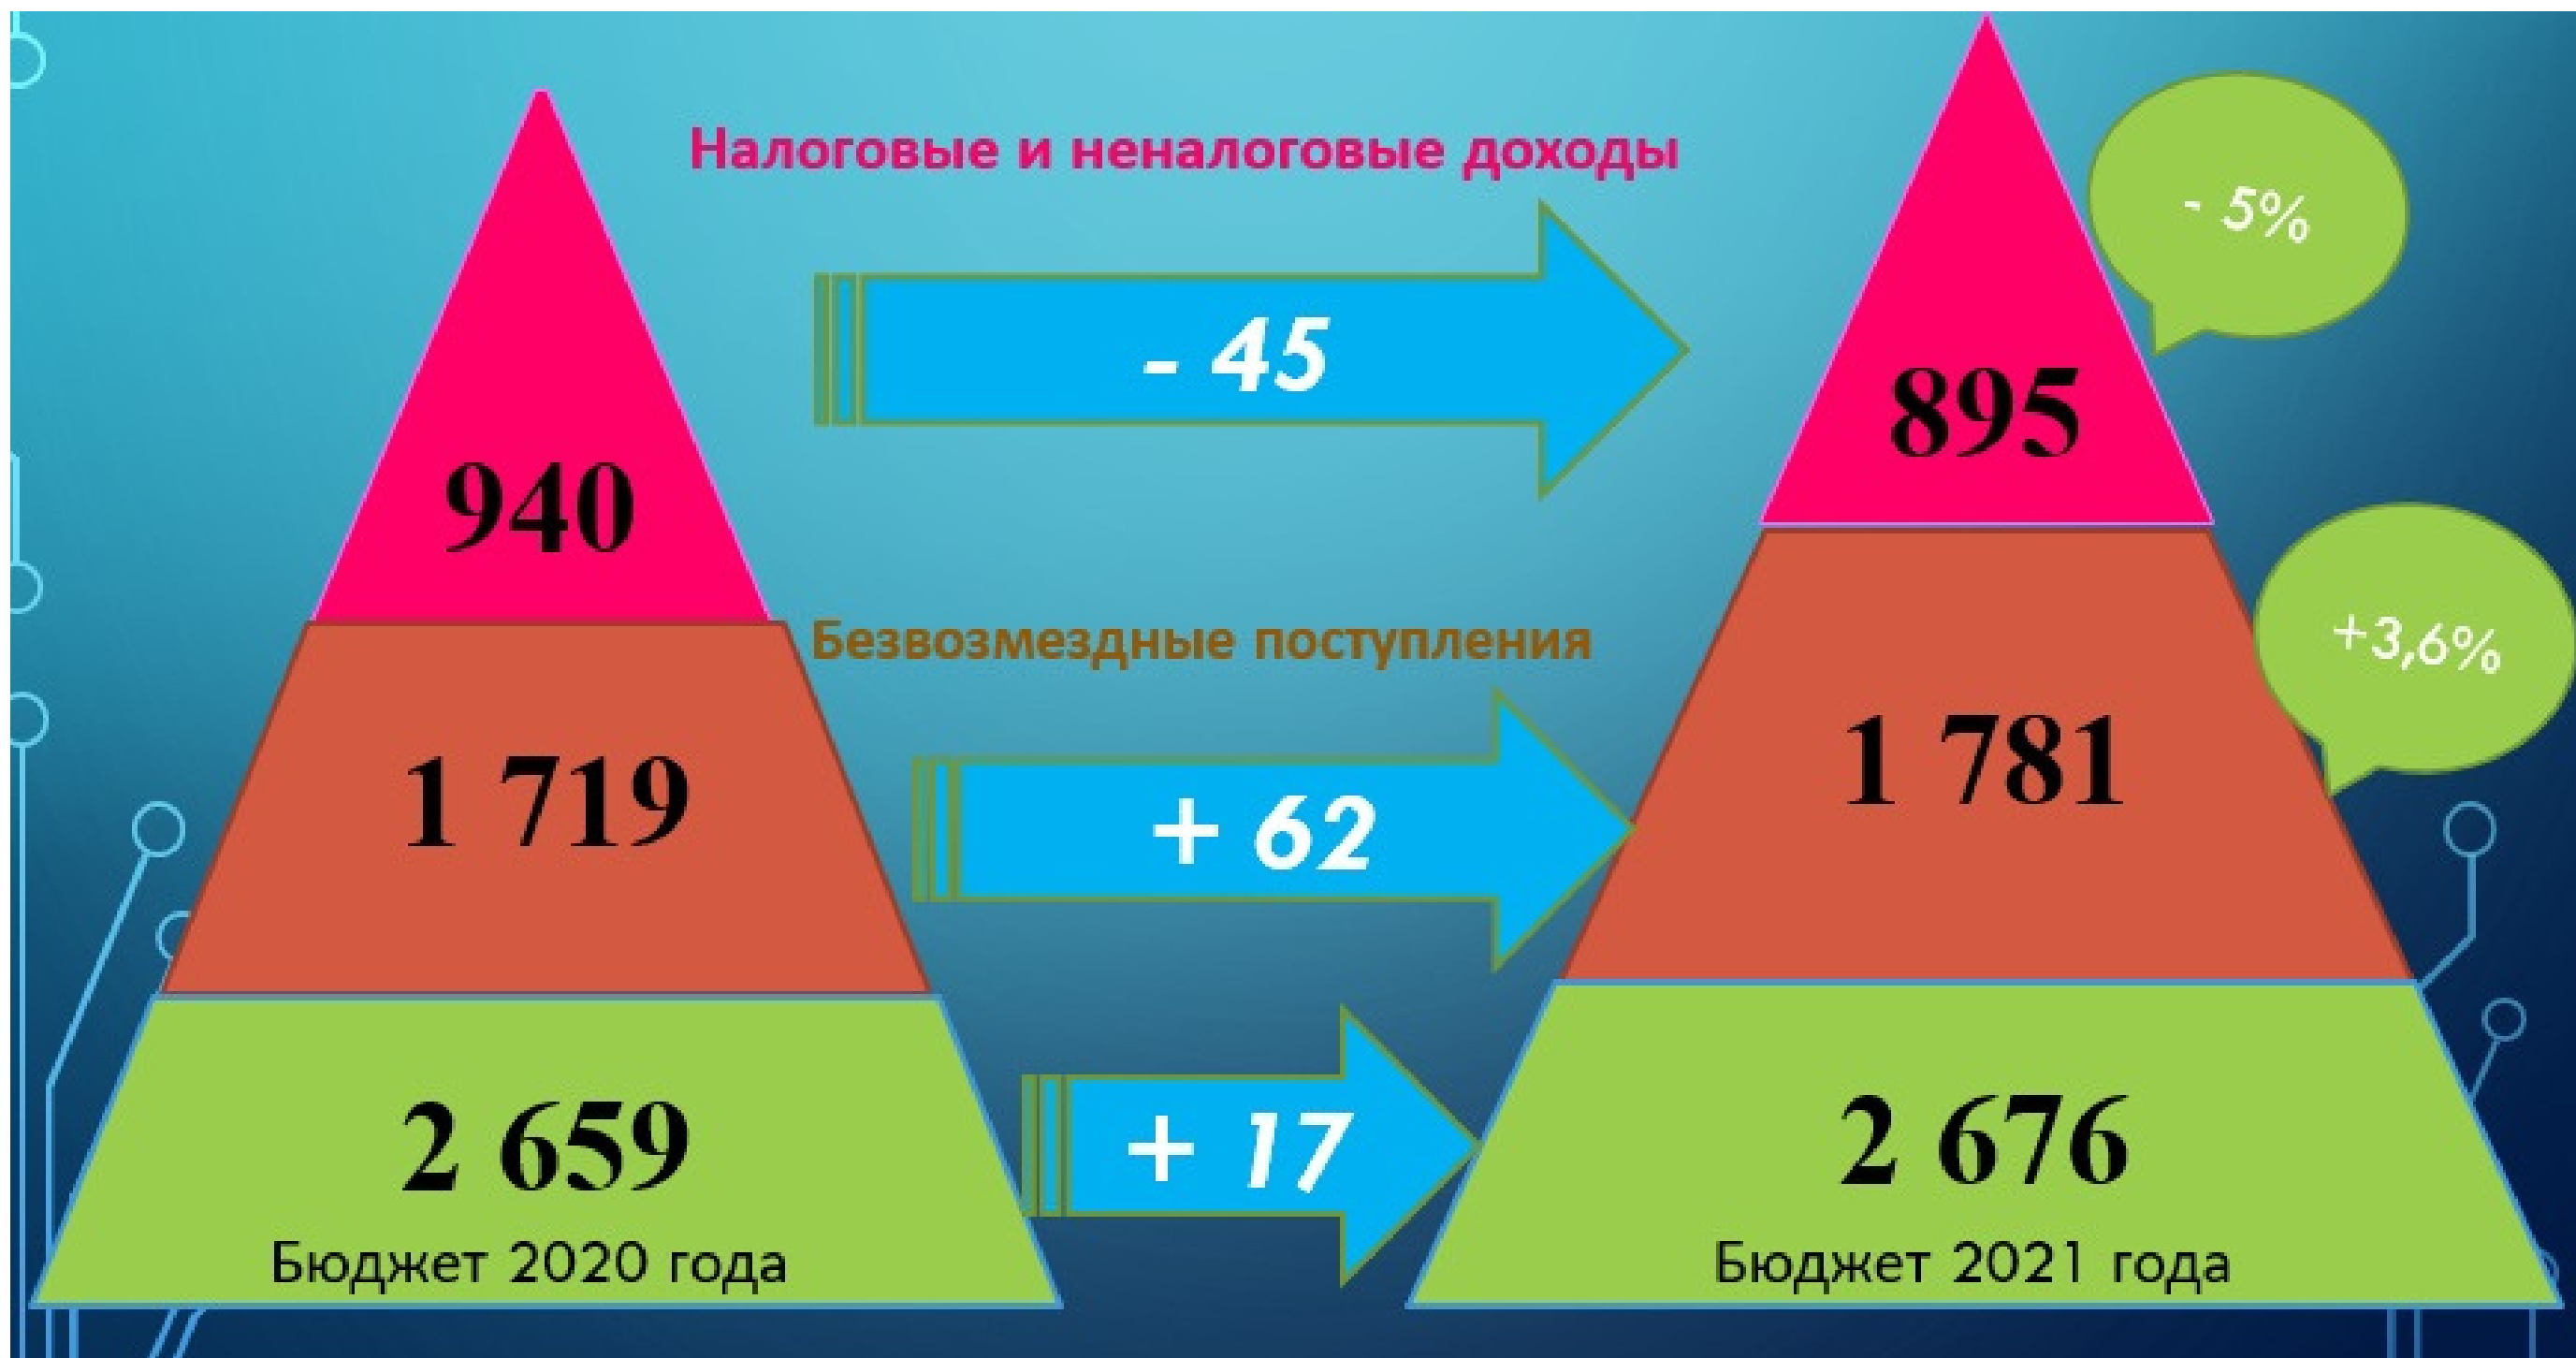 Налоговые и неналоговые доходы
- 5%
- 45
895
940
Безвозмездные поступления
+3,6%
1 719
+ 62
1 781
2 659
+ 17
2 676
Бюджет 2020 года
Бюджет 2021 года